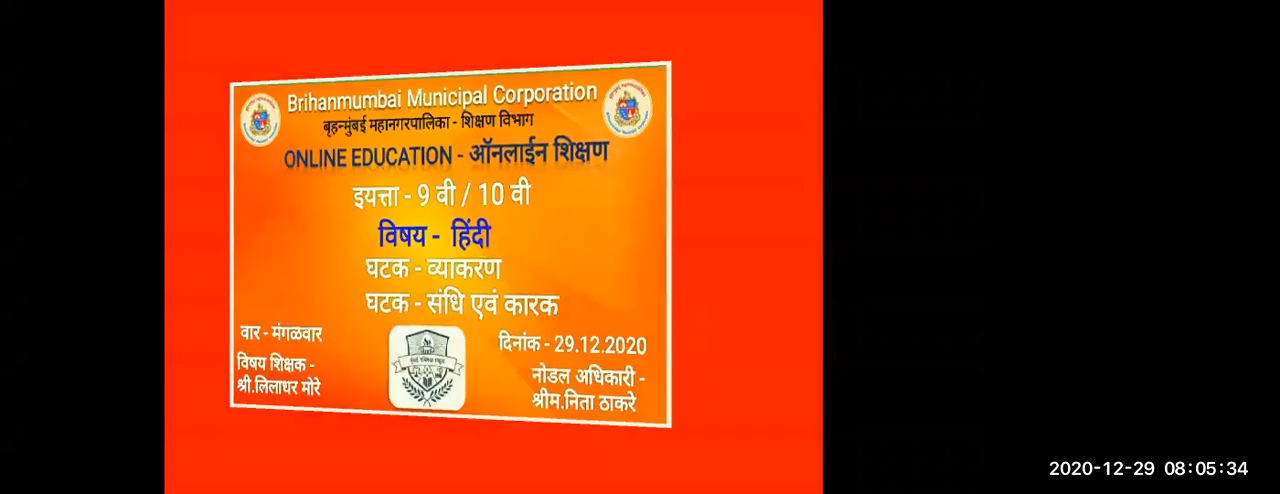 Brihanmumbai Municipal Corporation
बृहन्मुंबई महानगरपालिका - शिक्षण विभाग
ONLINE EDUCATION - ऑनलाईन शिक्षण
इयत्ता - 9 वी / 10 वी
विषय - हिंदी
घटक - व्याकरण
घटक - संधि एवं कारक
वार - मंगळवार
दिनांक - 29.12.2020
विषय शिक्षक -
श्री.लिलाधर मोरे
नोडल अधिकारी -
श्रीम.निता ठाकरे
2020-12-29 08:05:34